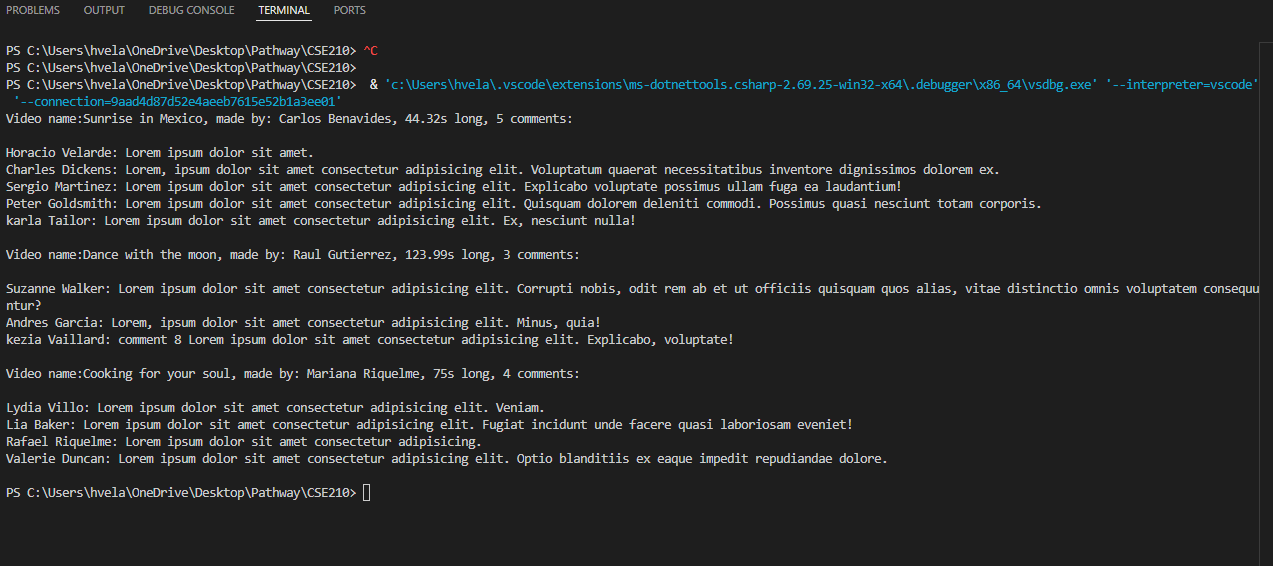 PROBLEMS OUTPUT DEBUG CONSOLE TERMINAL PORTS
PS C:\Users\hvela\OneDrive\Desktop\Pathway\CSE210> ^C
PS C:\Users\hvela\OneDrive\Desktop\Pathway\CSE210>
PS C:\Users\hvela\OneDrive\Desktop\Pathway\CSE210>  & 'c:\Users\hvela\.vscode\extensions\ms-dotnettools.csharp-2.69.25-win32-x64\.debugger\x86_64\vsdbg.exe' '--interpreter=vscode'
'--connection=9aad4d87d52e4aeeb7615e52b1a3ee01'
Video name:Sunrise in Mexico, made by: Carlos Benavides, 44.32s long, 5 comments:
Horacio Velarde: Lorem ipsum dolor sit amet.
Charles Dickens: Lorem, ipsum dolor sit amet consectetur adipisicing elit. Voluptatum quaerat necessitatibus inventore dignissimos dolorem ex.
Sergio Martinez: Lorem ipsum dolor sit amet consectetur adipisicing elit. Explicabo voluptate possimus ullam fuga ea laudantium!
Peter Goldsmith: Lorem ipsum dolor sit amet consectetur adipisicing elit. Quisquam dolorem deleniti commodi. Possimus quasi nesciunt totam corporis.
karla Tailor: Lorem ipsum dolor sit amet consectetur adipisicing elit. Ex, nesciunt nulla!
Video name:Dance with the moon, made by: Raul Gutierrez, 123.99s long, 3 comments:
Suzanne Walker: Lorem ipsum dolor sit amet consectetur adipisicing elit. Corrupti nobis, odit rem ab et ut officiis quisquam quos alias, vitae distinctio omnis voluptatem consequu
ntur?
Andres Garcia: Lorem, ipsum dolor sit amet consectetur adipisicing elit. Minus, quia!
kezia Vaillard: comment 8 Lorem ipsum dolor sit amet consectetur adipisicing elit. Explicabo, voluptate!
Video name:Cooking for your soul, made by: Mariana Riquelme, 75s long, 4 comments:
Lydia Villo: Lorem ipsum dolor sit amet consectetur adipisicing elit. Veniam.
Lia Baker: Lorem ipsum dolor sit amet consectetur adipisicing elit. Fugiat incidunt unde facere quasi laboriosam eveniet!
Rafael Riquelme: Lorem ipsum dolor sit amet consectetur adipisicing.
Valerie Duncan: Lorem ipsum dolor sit amet consectetur adipisicing elit. Optio blanditiis ex eaque impedit repudiandae dolore.
PS C:\Users\hvela\OneDrive\Desktop\Pathway\CSE210>